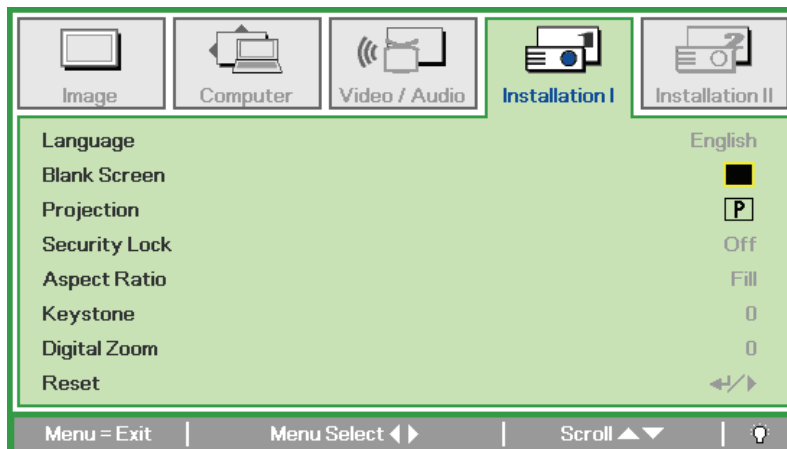 Image Computer Video / Audio Installation I Installation II
Language English
Blank Screen
Projection P
Security Lock Off
Aspect Ratio Fill
Keystone 0
Digital Zoom 0
Reset
Menu = Exit Menu Select Scroll